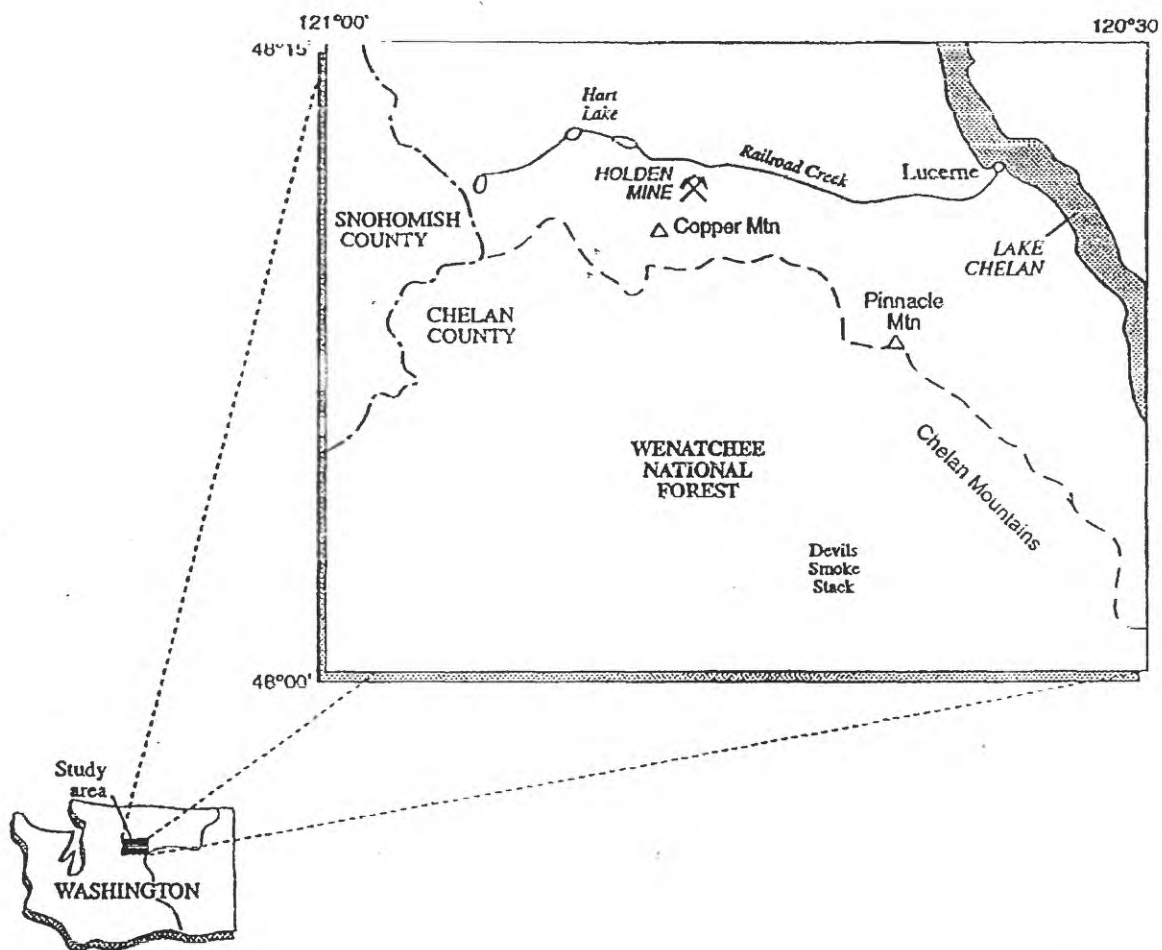 121°00'
120°30
48°15'
Hart
Lake
Railroad Creek
HOLDEN
MINE
Lucerne
SNOHOMISH
COUNTY
Copper Mtn
LAKE
CHELAN
CHELAN
COUNTY
Pinnacle
Mtn
WENATCHEE
NATIONAL
FOREST
Chelan Mountains
Devils
Smoke
Stack
48°00'
Study
area
WASHINGTON